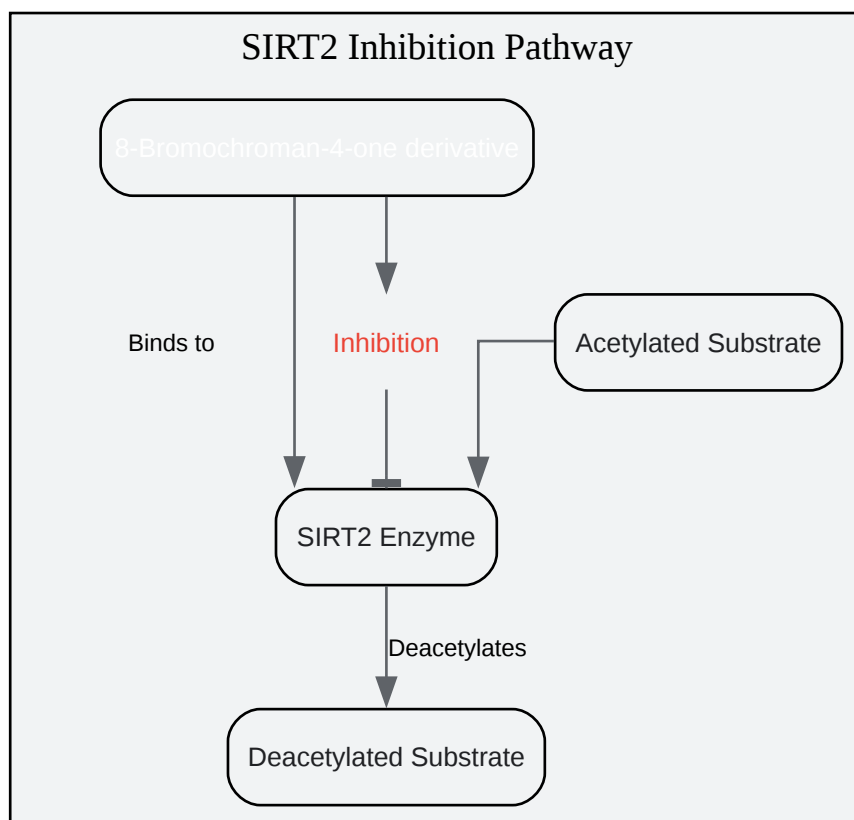 SIRT2 Inhibition Pathway
8-Bromochroman-4-one derivative
Binds to
Inhibition
Acetylated Substrate
SIRT2 Enzyme
Deacetylates
Deacetylated Substrate